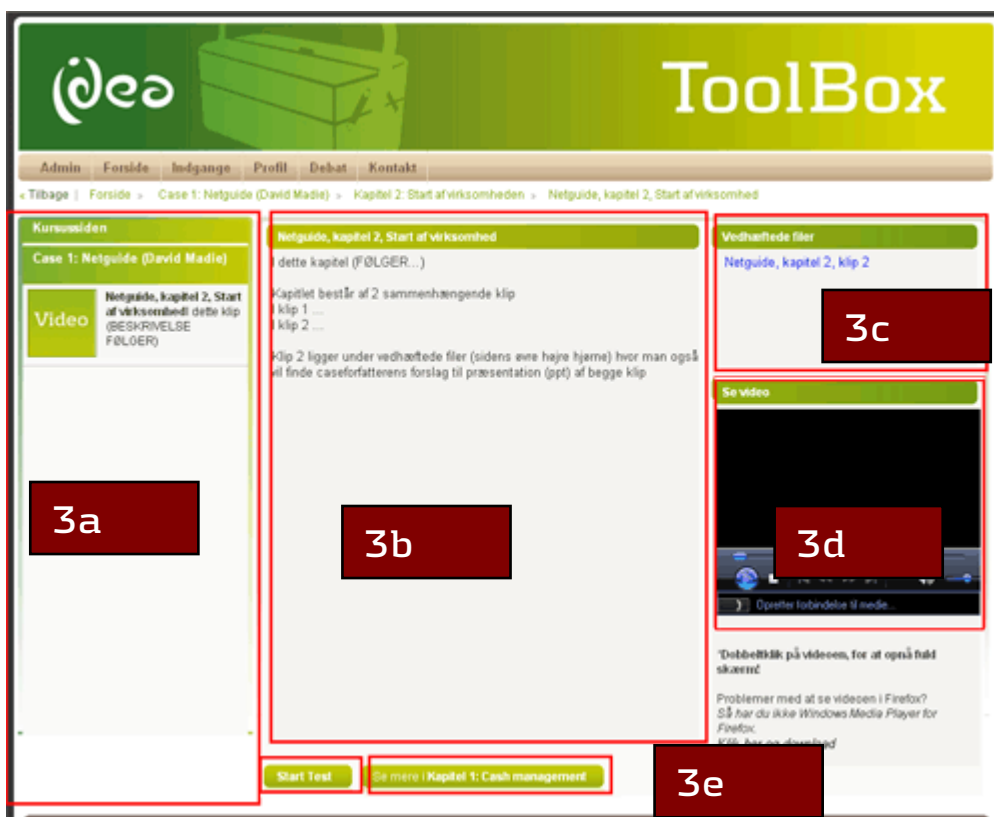 idea
ToolBox
Admin Forside Indgange Profil Debat Kontakt
« Tilbage | Forside » Case 1: Netguide (David Madie) » Kapitel 2: Start af virksomheden » Netguide, kapitel 2, Start af virksomhed
Kursussiden
Case 1: Netguide (David Madie)
Video
Netguide, kapitel 2, Start
af virksomhedI dette klip
(BESKRIVELSE
FØLGER)
3a
Netguide, kapitel 2, Start af virksomhed
I dette kapitel (FØLGER...)
Kapitlet består af 2 sammenhængende klip
I klip 1 ...
I klip 2 ...
Klip 2 ligger under vedhæftede filer (sidens øvre højre hjørne) hvor man også
vil finde caseforfatterens forslag til præsentation (ppt) af begge klip
3b
Vedhæftede filer
Netguide, kapitel 2, klip 2
3c
Se video
3d
Opretter forbindelse til medie...
*Dobbeltklik på videoen, for at opnå fuld
skærm!
Problemer med at se videoen i Firefox?
Så har du ikke Windows Media Player for
Firefox.
Klik her og download
Start Test
Se mere i Kapitel 1: Cash management
3e